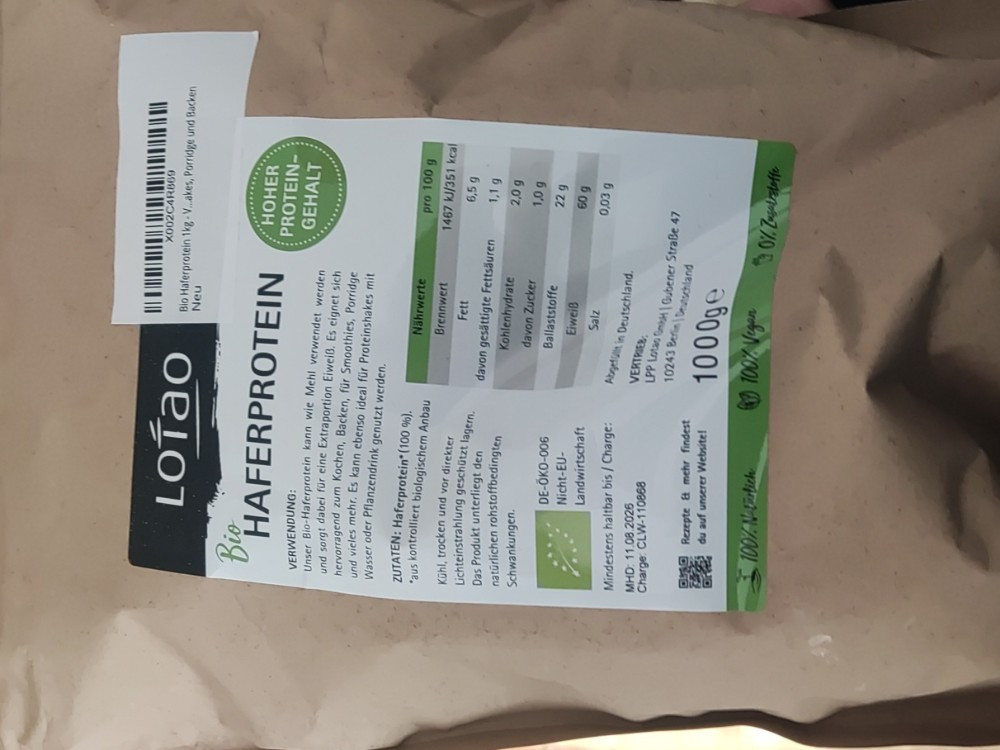 X002C4R869
Bio Haferprotein 1kg - V...akes, Porridge und Backen
Neu
LOTAO
Bio
HAFERPROTEIN
HOHER
PROTEIN-
GEHALT
VERWENDUNG:
Unser Bio-Haferprotein kann wie Mehl verwendet werden
und sorgt dabei für eine Extraportion Eiweiß. Es eignet sich
hervorragend zum Kochen, Backen, für Smoothies, Porridge
und vieles mehr. Es kann ebenso ideal für Proteinshakes mit
Wasser oder Pflanzendrink genutzt werden.
ZUTATEN: Haferprotein* (100 %).
*aus kontrolliert biologischem Anbau
Kühl, trocken und vor direkter
Lichteinstrahlung geschützt lagern.
Das Produkt unterliegt den
natürlichen rohstoffbedingten
Schwankungen.
DE-ÖKO-006
Nicht-EU-
Landwirtschaft
Mindestens haltbar bis / Charge:
MHD: 11.08.2026
Charge: CLW-110868
Rezepte & mehr findest
du auf unserer Website!
Nährwerte pro 100 g
Brennwert 1467 kJ/351 kcal
Fett 6,5 g
davon gesättigte Fettsäuren 1,1 g
Kohlenhydrate 2,0 g
davon Zucker 1,0 g
Ballaststoffe 22 g
Eiweiß 60 g
Salz 0,03 g
Abgefüllt in Deutschland.
VERTRIEB:
LPP Lotao GmbH | Gubener Straße 47
10243 Berlin | Deutschland
1000g e
100% Natürlich 100% Vegan 0% Zusatzstoffe